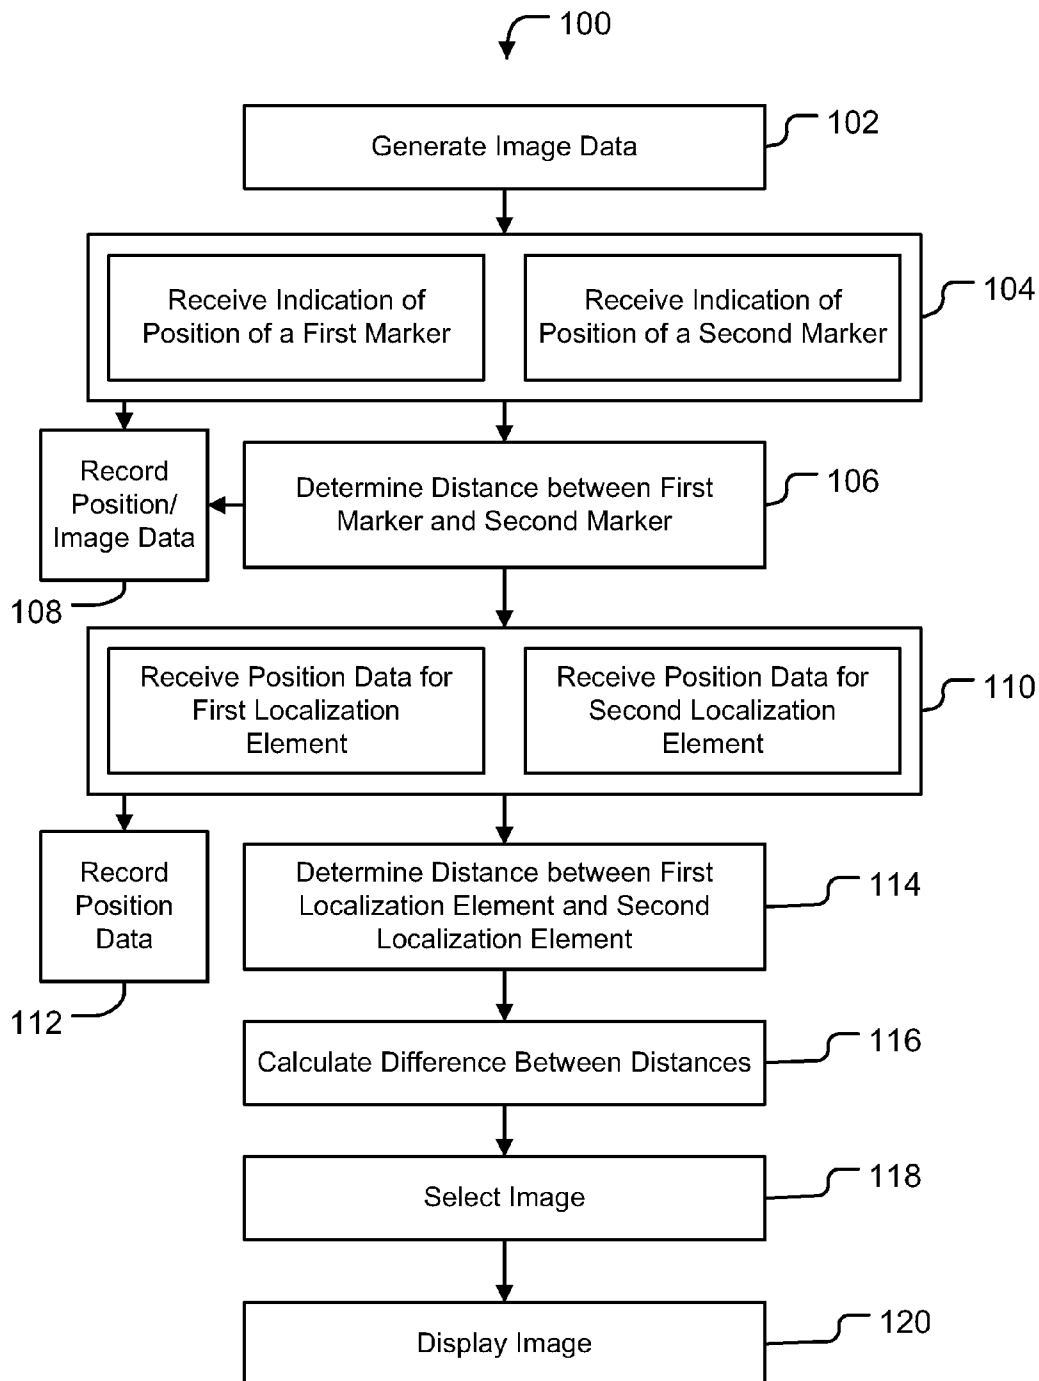 100
Generate Image Data
102
Receive Indication of
Position of a First Marker
Receive Indication of
Position of a Second Marker
104
Record
Position/
Image Data
108
Determine Distance between First
Marker and Second Marker
106
Receive Position Data for
First Localization
Element
Receive Position Data for
Second Localization
Element
110
Record
Position
Data
112
Determine Distance between First
Localization Element and Second
Localization Element
114
Calculate Difference Between Distances
116
Select Image
118
Display Image
120